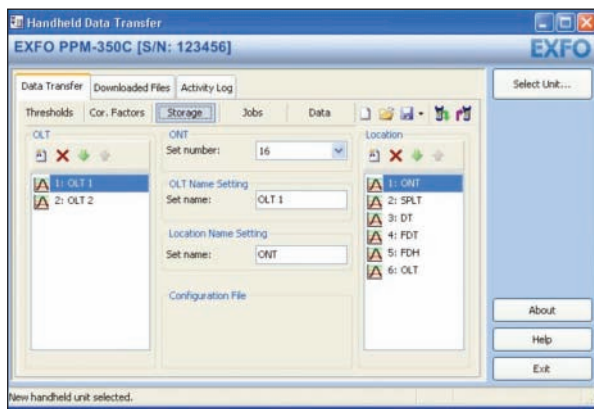 Handheld Data Transfer
EXFO PPM-350C [S/N: 123456]
EXFO
Data Transfer Downloaded Files Activity Log
Select Unit...
Thresholds Cor. Factors Storage Jobs Data
OLT
1: OLT 1
2: OLT 2
ONT
Set number: 16
OLT Name Setting
Set name: OLT 1
Location Name Setting
Set name: ONT
Configuration File
Location
1: ONT
2: SPLT
3: DT
4: FDT
5: FDH
6: OLT
About
Help
Exit
New handheld unit selected.